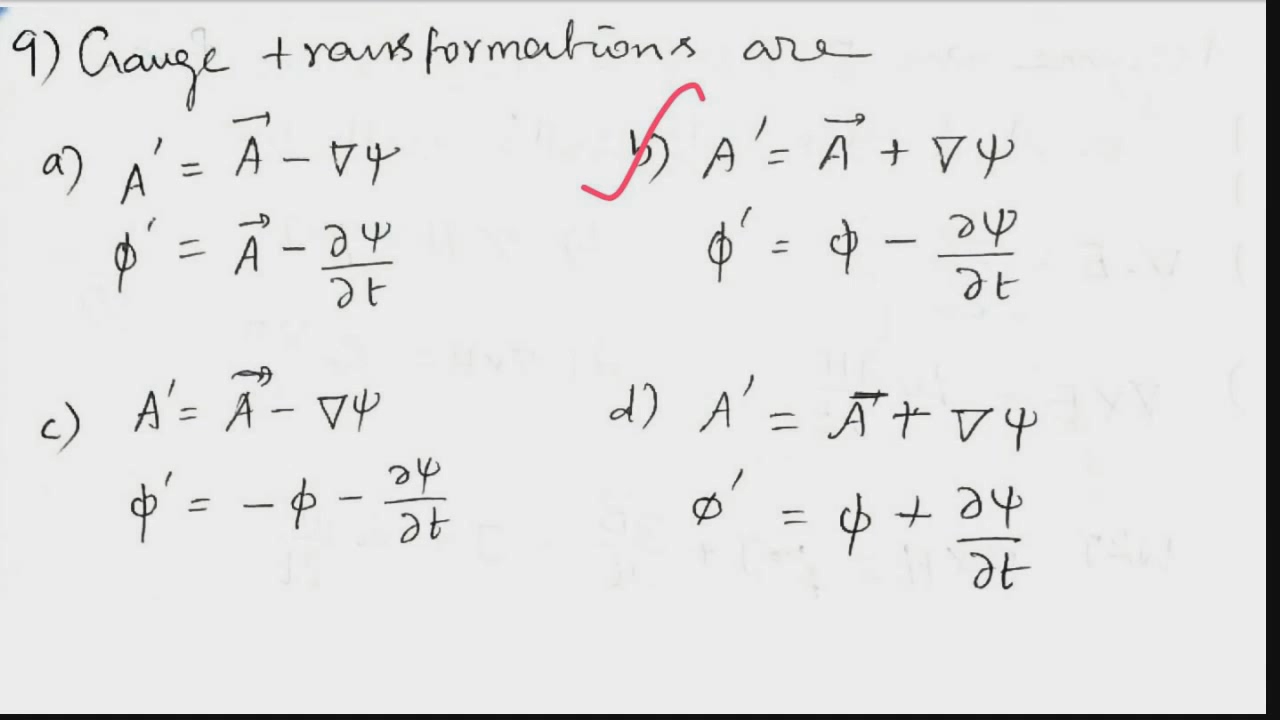 9) Gauge transformations are
a) A' = A⃗ − ∇ψ
φ' = A⃗ − ∂ψ/∂t
b) A' = A⃗ + ∇ψ
φ' = φ − ∂ψ/∂t
c) A' = A⃗ − ∇ψ
φ' = −φ − ∂ψ/∂t
d) A' = A⃗ + ∇ψ
φ' = φ + ∂ψ/∂t